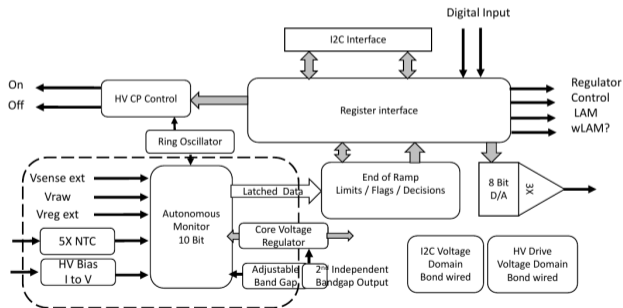 Digital Input
I2C Interface
On
Off
HV CP Control
Register interface
Regulator
Control
LAM
wLAM?
Ring Oscillator
Vsense ext
Vraw
Vreg ext
5X NTC
HV Bias
I to V
Autonomous
Monitor
10 Bit
Latched Data
End of Ramp
Limits / Flags / Decisions
8 Bit
D/A
3X
Core Voltage
Regulator
Adjustable
Band Gap
2nd Independent
Bandgap Output
I2C Voltage
Domain
Bond wired
HV Drive
Voltage Domain
Bond wired